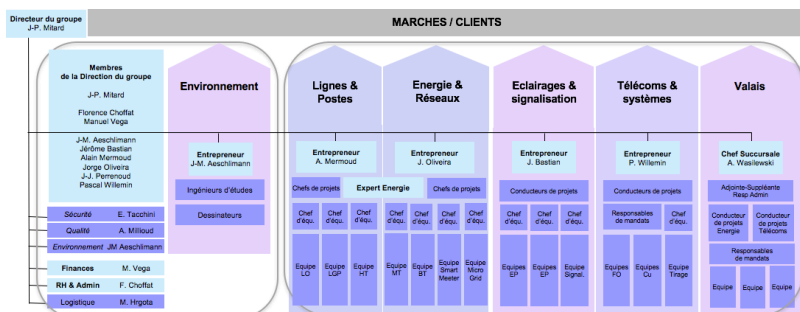 Directeur du groupe
J-P. Mitard
MARCHES / CLIENTS
Membres
de la Direction du groupe
J-P. Mitard
Florence Choffat
Manuel Vega
J-M. Aeschlimann
Jérôme Bastian
Alain Mermoud
Jorge Oliveira
J-J. Perrenoud
Pascal Willemin
Sécurité E. Tacchini
Qualité A. Milloud
Environnement JM Aeschlimann
Finances M. Vega
RH & Admin F. Choffat
Logistique M. Hrgota
Environnement
Entrepreneur
J-M. Aeschlimann
Ingénieurs d'études
Dessinateurs
Lignes &
Postes
Entrepreneur
A. Mermoud
Chefs de projets
Expert Energie
Chef
d'équ.
Chef
d'équ.
Chef
d'équ.
Equipe
LO
Equipe
LGP
Equipe
HT
Energie &
Réseaux
Entrepreneur
J. Oliveira
Chefs de projets
Chef
d'équ.
Chef
d'équ.
Chef
d'équ.
Chef
d'équ.
Equipe
MT
Equipe
BT
Equipe
Smart
Meeter
Equipe
Micro
Grid
Eclairages &
signalisation
Entrepreneur
J. Bastian
Conducteurs de projets
Chef
d'équ.
Chef
d'équ.
Chef
d'équ.
Equipes
EP
Equipes
EP
Equipe
Signal.
Télécoms &
systèmes
Entrepreneur
P. Willemin
Conducteurs de projets
Responsables
de mandats
Chef
d'équ.
Equipes
FO
Equipes
Cu
Equipe
Tirage
Valais
Chef Succursale
A. Wasilewski
Adjointe-Suppléante
Resp Admin
Conducteur
de projets
Energie
Conducteur
de projets
Télécoms
Responsables
de mandats
Equipe
Equipe
Equipe